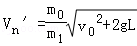 Vₙ′ = m₀/m₁ √(v₀²+2gL)